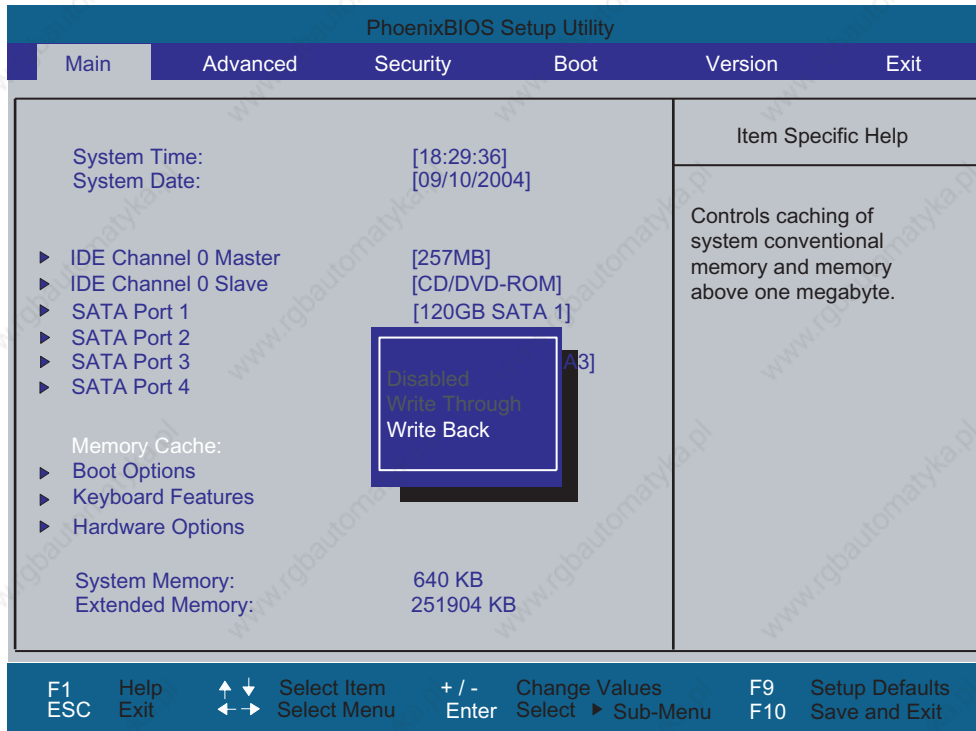 PhoenixBIOS Setup Utility
Main Advanced Security Boot Version Exit
Item Specific Help
System Time: [18:29:36]
System Date: [09/10/2004]
Controls caching of
system conventional
memory and memory
above one megabyte.
IDE Channel 0 Master [257MB]
IDE Channel 0 Slave [CD/DVD-ROM]
SATA Port 1 [120GB SATA 1]
SATA Port 2
SATA Port 3 A3]
SATA Port 4
Disabled
Write Through
Write Back
Memory Cache:
Boot Options
Keyboard Features
Hardware Options
System Memory: 640 KB
Extended Memory: 251904 KB
F1 Help Select Item + / - Change Values F9 Setup Defaults
ESC Exit Select Menu Enter Select Sub-Menu F10 Save and Exit
www.rgbautomatyka.pl